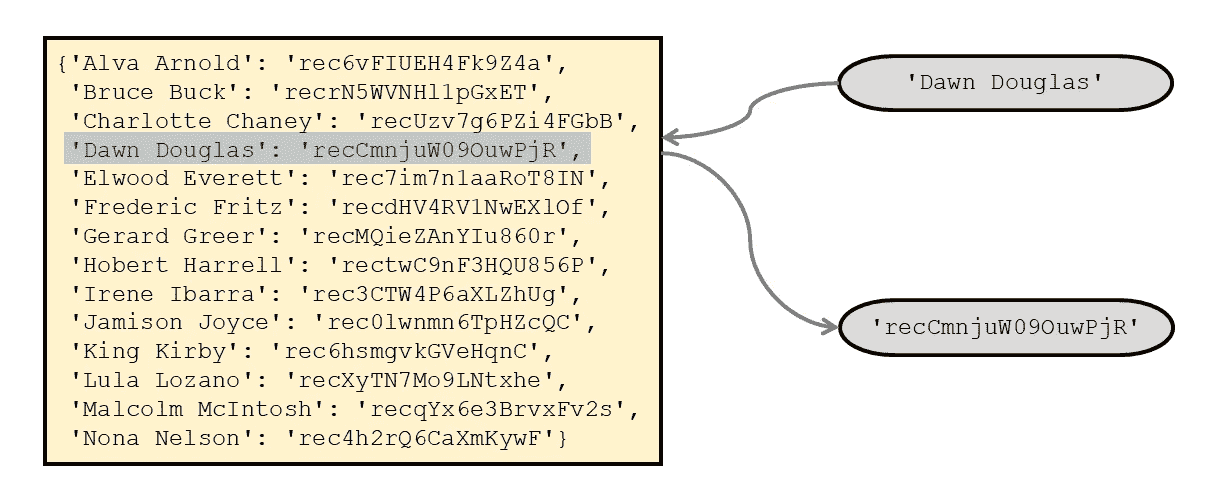 {'Alva Arnold': 'rec6vFIUEH4Fk9Z4a',
'Bruce Buck': 'recrN5WVNHl1pGxET',
'Charlotte Chaney': 'recUzv7g6PZi4FGbB',
'Dawn Douglas': 'recCmnjuW09OuwPjR',
'Elwood Everett': 'rec7im7n1aaRoT8IN',
'Frederic Fritz': 'recdHV4RV1NwEXlOf',
'Gerard Greer': 'recMQieZAnYIu860r',
'Hobert Harrell': 'rectwC9nF3HQU856P',
'Irene Ibarra': 'rec3CTW4P6aXLZhUg',
'Jamison Joyce': 'rec0lwnmn6TpHZcQC',
'King Kirby': 'rec6hsmgvkGVeHqnC',
'Lula Lozano': 'recXyTN7Mo9LNtxhe',
'Malcolm McIntosh': 'recqYx6e3BrvxFv2s',
'Nona Nelson': 'rec4h2rQ6CaXmKywF'}
'Dawn Douglas'
'recCmnjuW09OuwPjR'